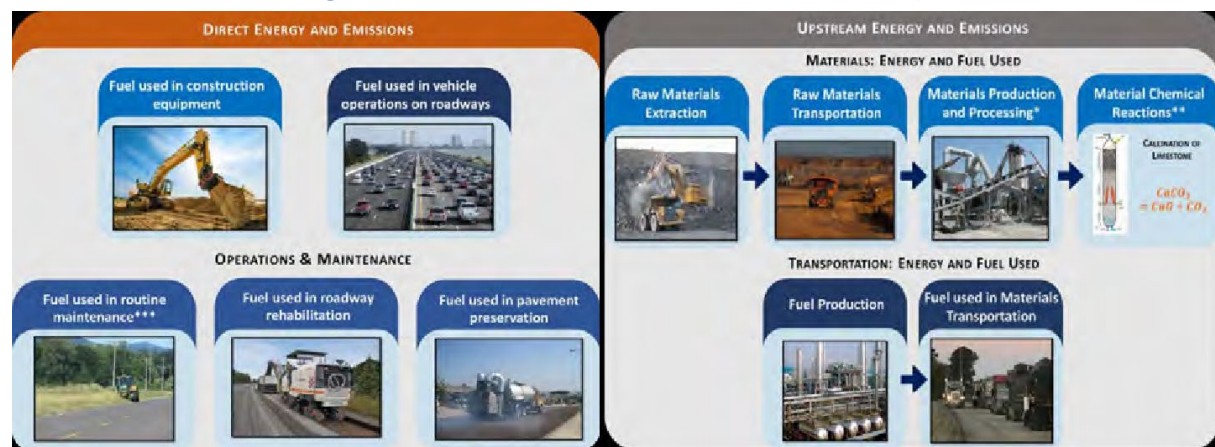 DIRECT ENERGY AND EMISSIONS
Fuel used in construction
equipment
Fuel used in vehicle
operations on roadways
OPERATIONS & MAINTENANCE
Fuel used in routine
maintenance***
Fuel used in roadway
rehabilitation
Fuel used in pavement
preservation
UPSTREAM ENERGY AND EMISSIONS
MATERIALS: ENERGY AND FUEL USED
Raw Materials
Extraction
Raw Materials
Transportation
Materials Production
and Processing*
Material Chemical
Reactions**
CALCINATION OF
LIMESTONE
CaCO₃
= CaO + CO₂
TRANSPORTATION: ENERGY AND FUEL USED
Fuel Production
Fuel used in Materials
Transportation